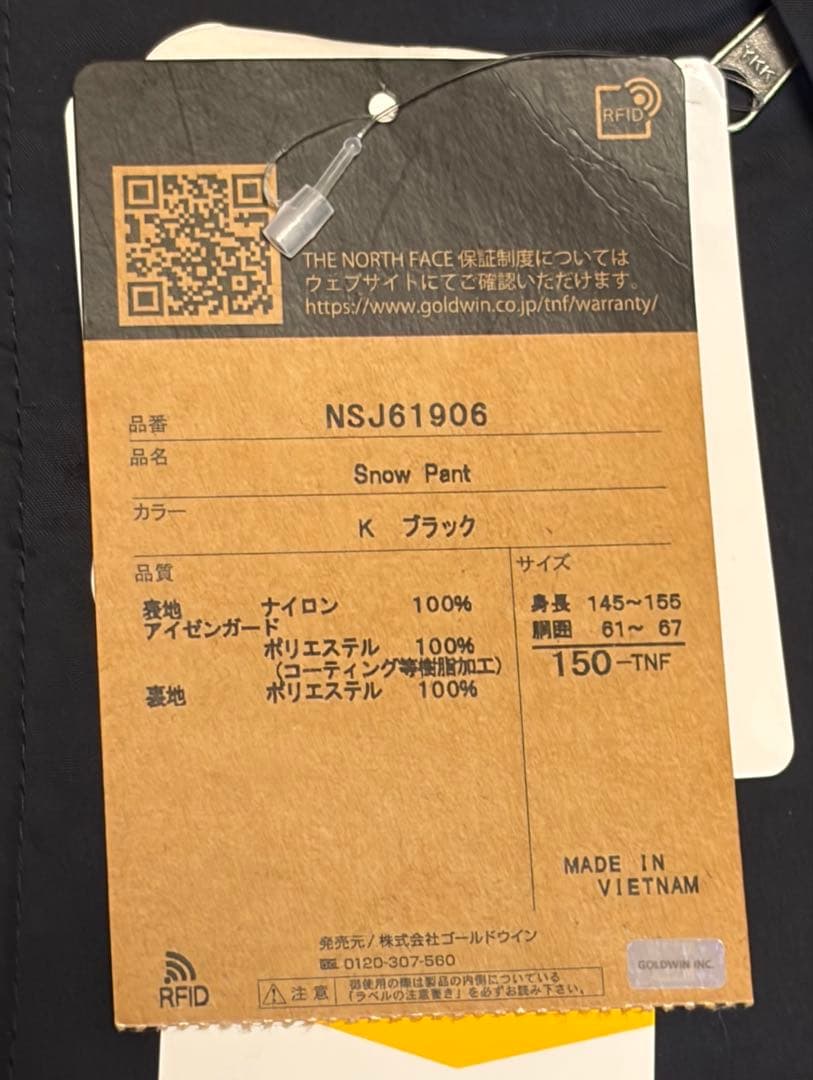 YKK
RFID
THE NORTH FACE 保証制度については
ウェブサイトにてご確認いただけます。
https://www.goldwin.co.jp/tnf/warranty/
品番 NSJ61906
品名 Snow Pant
カラー K ブラック
品質
表地 ナイロン 100%
アイゼンガード
ポリエステル 100%
(コーティング等樹脂加工)
裏地 ポリエステル 100%
サイズ
身長 145~155
胴囲 61~ 67
150-TNF
MADE IN
VIETNAM
発売元/株式会社ゴールドウイン
0120-307-560
RFID
注意
御使用の際は製品の内側についている
「ラベルの注意書き」を必ずお読み下さい。
GOLDWIN INC.